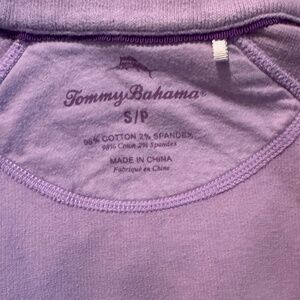 Tommy Bahama®
S/P
98% COTTON 2% SPANDEX
98% Coton 2% Spandex
MADE IN CHINA
Fabriqué en Chine